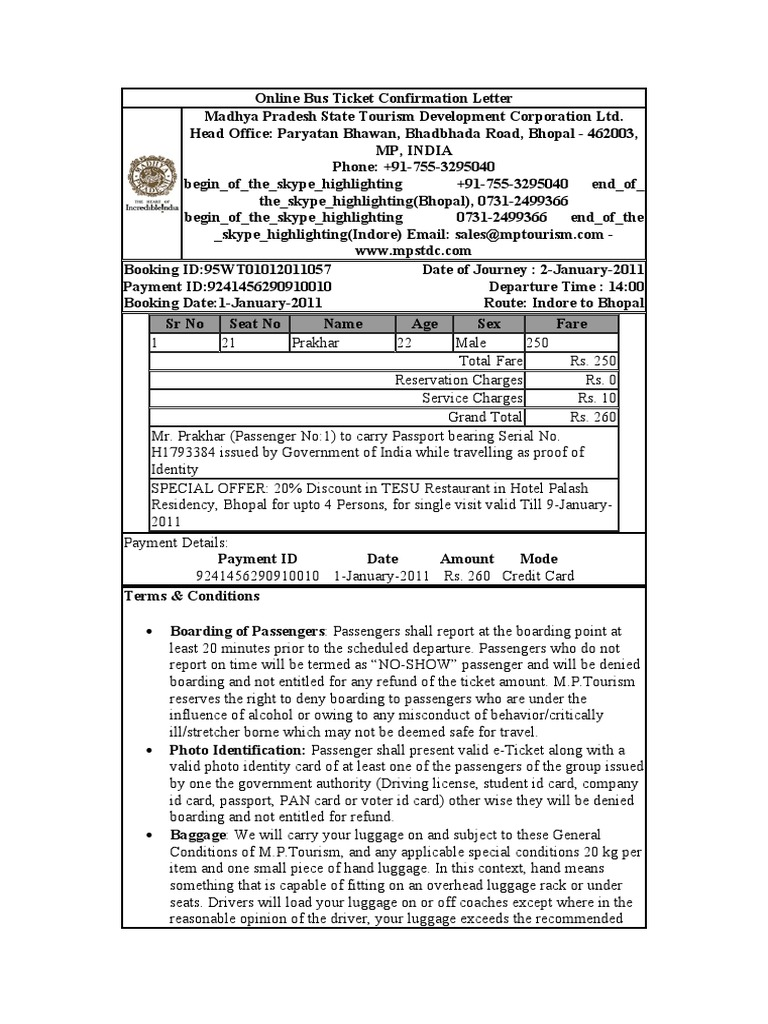 Online Bus Ticket Confirmation Letter
Madhya Pradesh State Tourism Development Corporation Ltd.
Head Office: Paryatan Bhawan, Bhadbhada Road, Bhopal - 462003,
MP, INDIA
Phone: +91-755-3295040
begin_of_the_skype_highlighting +91-755-3295040 end_of_
the_skype_highlighting(Bhopal), 0731-2499366
begin_of_the_skype_highlighting 0731-2499366 end_of_the
_skype_highlighting(Indore) Email: sales@mptourism.com -
www.mpstdc.com
THE HEART OF
Incredible!ndia
Booking ID:95WT01012011057 Date of Journey : 2-January-2011
Payment ID:9241456290910010 Departure Time : 14:00
Booking Date:1-January-2011 Route: Indore to Bhopal
Sr No Seat No Name Age Sex Fare
1 21 Prakhar 22 Male 250
Total Fare Rs. 250
Reservation Charges Rs. 0
Service Charges Rs. 10
Grand Total Rs. 260
Mr. Prakhar (Passenger No:1) to carry Passport bearing Serial No.
H1793384 issued by Government of India while travelling as proof of
Identity
SPECIAL OFFER: 20% Discount in TESU Restaurant in Hotel Palash
Residency, Bhopal for upto 4 Persons, for single visit valid Till 9-January-
2011
Payment Details:
Payment ID Date Amount Mode
9241456290910010 1-January-2011 Rs. 260 Credit Card
Terms & Conditions
• Boarding of Passengers: Passengers shall report at the boarding point at
least 20 minutes prior to the scheduled departure. Passengers who do not
report on time will be termed as “NO-SHOW” passenger and will be denied
boarding and not entitled for any refund of the ticket amount. M.P.Tourism
reserves the right to deny boarding to passengers who are under the
influence of alcohol or owing to any misconduct of behavior/critically
ill/stretcher borne which may not be deemed safe for travel.
• Photo Identification: Passenger shall present valid e-Ticket along with a
valid photo identity card of at least one of the passengers of the group issued
by one the government authority (Driving license, student id card, company
id card, passport, PAN card or voter id card) other wise they will be denied
boarding and not entitled for refund.
• Baggage: We will carry your luggage on and subject to these General
Conditions of M.P.Tourism, and any applicable special conditions 20 kg per
item and one small piece of hand luggage. In this context, hand means
something that is capable of fitting on an overhead luggage rack or under
seats. Drivers will load your luggage on or off coaches except where in the
reasonable opinion of the driver, your luggage exceeds the recommended